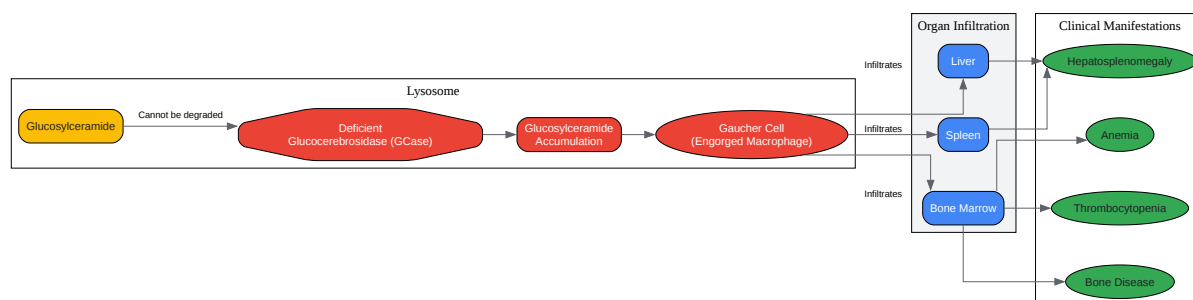 Organ Infiltration
Clinical Manifestations
Liver
Hepatosplenomegaly
Infiltrates
Lysosome
Glucosylceramide
Cannot be degraded
Deficient
Glucocerebrosidase (GCase)
Glucosylceramide
Accumulation
Gaucher Cell
(Engorged Macrophage)
Infiltrates
Spleen
Anemia
Infiltrates
Bone Marrow
Thrombocytopenia
Bone Disease